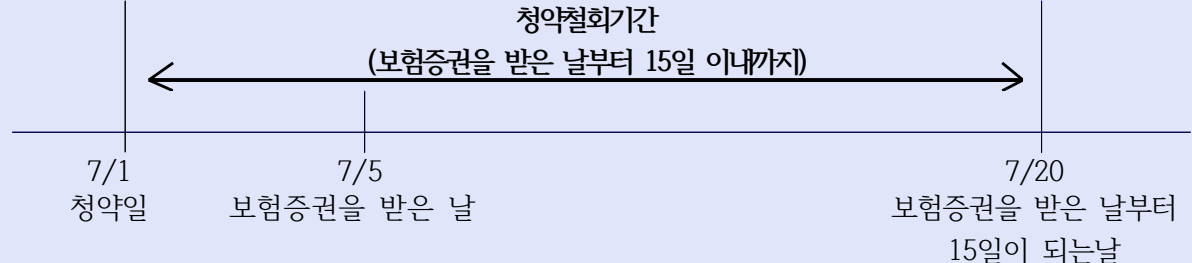 청약철회기간
(보험증권을 받은 날부터 15일 이내까지)
7/1
청약일
7/5
보험증권을 받은 날
7/20
보험증권을 받은 날부터
15일이 되는날